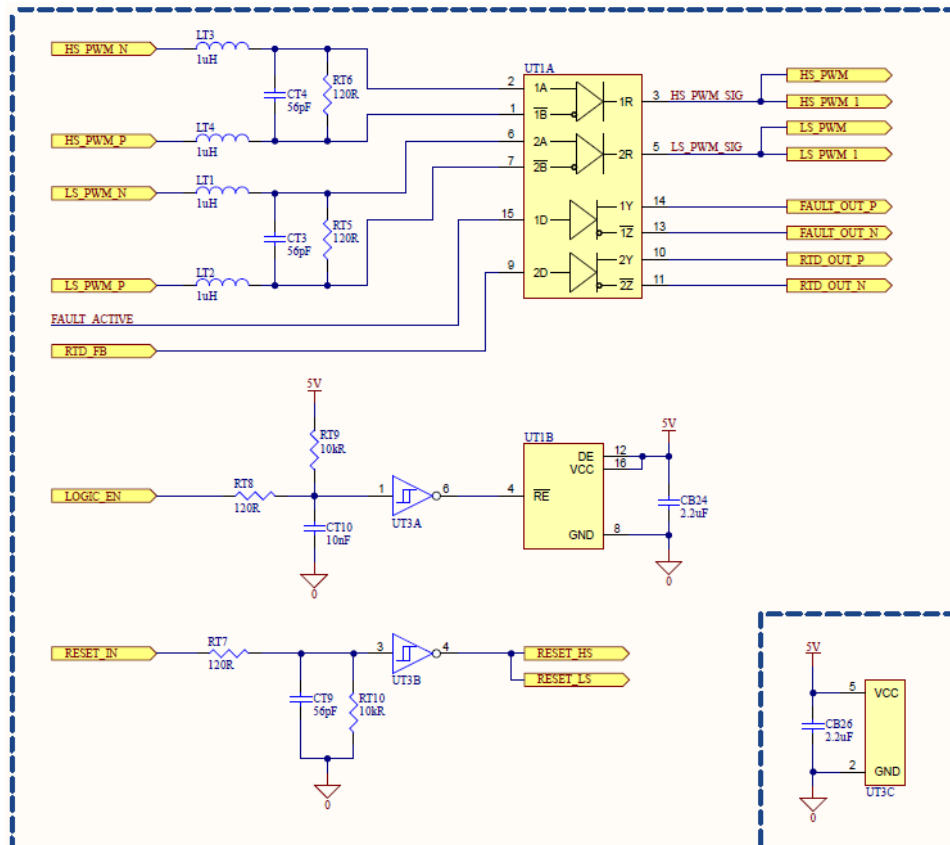 HS_PWM_N
LT3
1uH
CT4
56pF
RT6
120R
HS_PWM_P
LT4
1uH
LS_PWM_N
LT1
1uH
CT3
56pF
RT5
120R
LS_PWM_P
LT2
1uH
FAULT_ACTIVE
RTD_FB
UT1A
2 1A 1R 3 HS_PWM_SIG
1 1B
6 2A 2R 5 LS_PWM_SIG
7 2B
15 1D 1Y 14
1Z 13
9 2D 2Y 10
2Z 11
HS_PWM
HS_PWM_1
LS_PWM
LS_PWM_1
FAULT_OUT_P
FAULT_OUT_N
RTD_OUT_P
RTD_OUT_N
5V
RT9
10kR
LOGIC_EN
RT8
120R
CT10
10nF
0
1 6
UT3A
UT1B
4 RE
DE 12
VCC 16
GND 8
5V
CB24
2.2uF
0
RESET_IN
RT7
120R
CT9
56pF
RT10
10kR
0
3 4
UT3B
RESET_HS
RESET_LS
5V
CB26
2.2uF
0
5 VCC
2 GND
UT3C